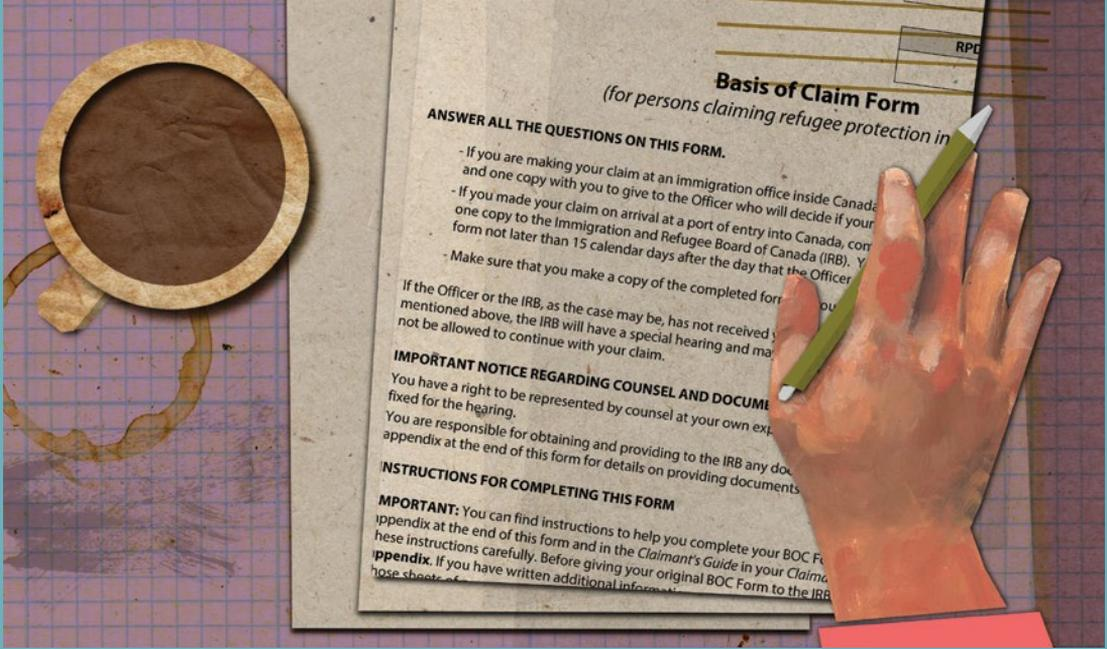 RPD
Basis of Claim Form
(for persons claiming refugee protection in
ANSWER ALL THE QUESTIONS ON THIS FORM.
- If you are making your claim at an immigration office inside Canada
and one copy with you to give to the Officer who will decide if your
- If you made your claim on arrival at a port of entry into Canada, com
one copy to the Immigration and Refugee Board of Canada (IRB). Y
form not later than 15 calendar days after the day that the Officer
- Make sure that you make a copy of the completed form
If the Officer or the IRB, as the case may be, has not received
mentioned above, the IRB will have a special hearing and ma
not be allowed to continue with your claim.
IMPORTANT NOTICE REGARDING COUNSEL AND DOCUME
You have a right to be represented by counsel at your own exp
fixed for the hearing.
You are responsible for obtaining and providing to the IRB any doc
appendix at the end of this form for details on providing documents
INSTRUCTIONS FOR COMPLETING THIS FORM
MPORTANT: You can find instructions to help you complete your BOC Fo
appendix at the end of this form and in the Claimant's Guide in your Claima
hese instructions carefully. Before giving your original BOC Form to the IRB
ppendix. If you have written additional informati
hose sheets of a